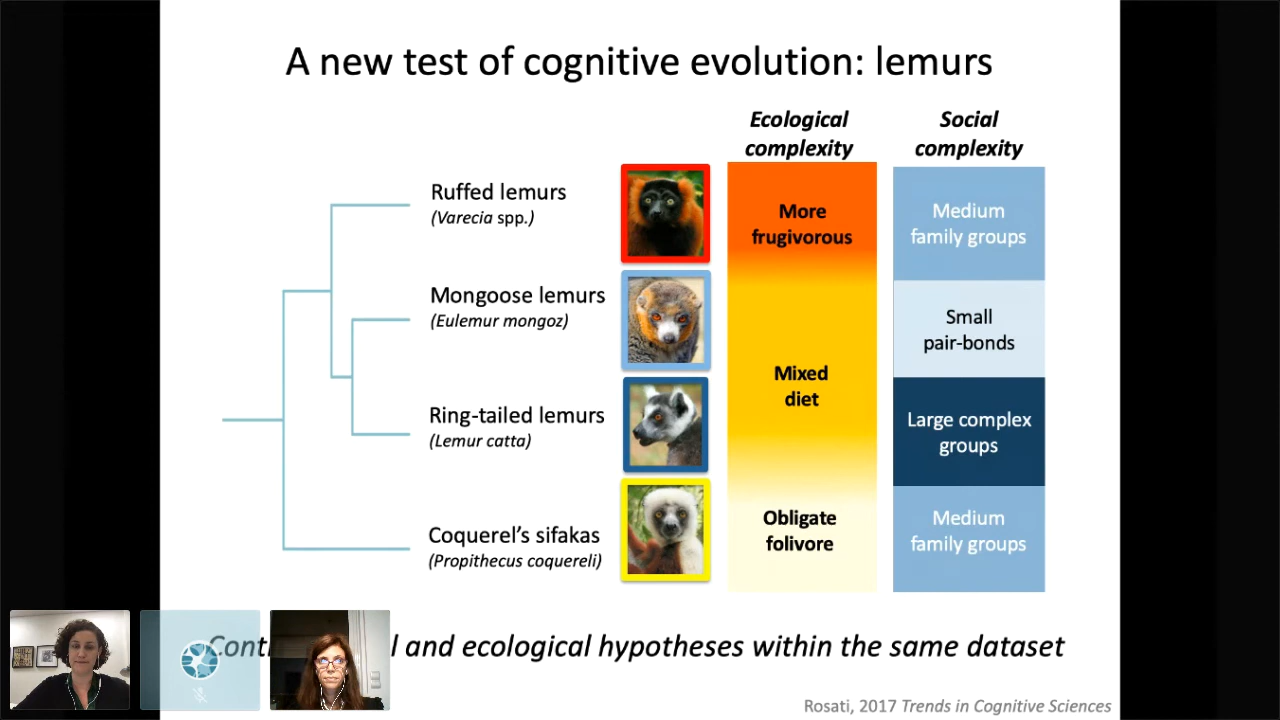 A new test of cognitive evolution: lemurs
Ecological
complexity
Social
complexity
Ruffed lemurs
(Varecia spp.)
More
frugivorous
Medium
family groups
Mongoose lemurs
(Eulemur mongoz)
Small
pair-bonds
Mixed
diet
Ring-tailed lemurs
(Lemur catta)
Large complex
groups
Coquerel's sifakas
(Propithecus coquereli)
Obligate
folivore
Medium
family groups
and ecological hypotheses within the same dataset
Rosati, 2017 Trends in Cognitive Sciences